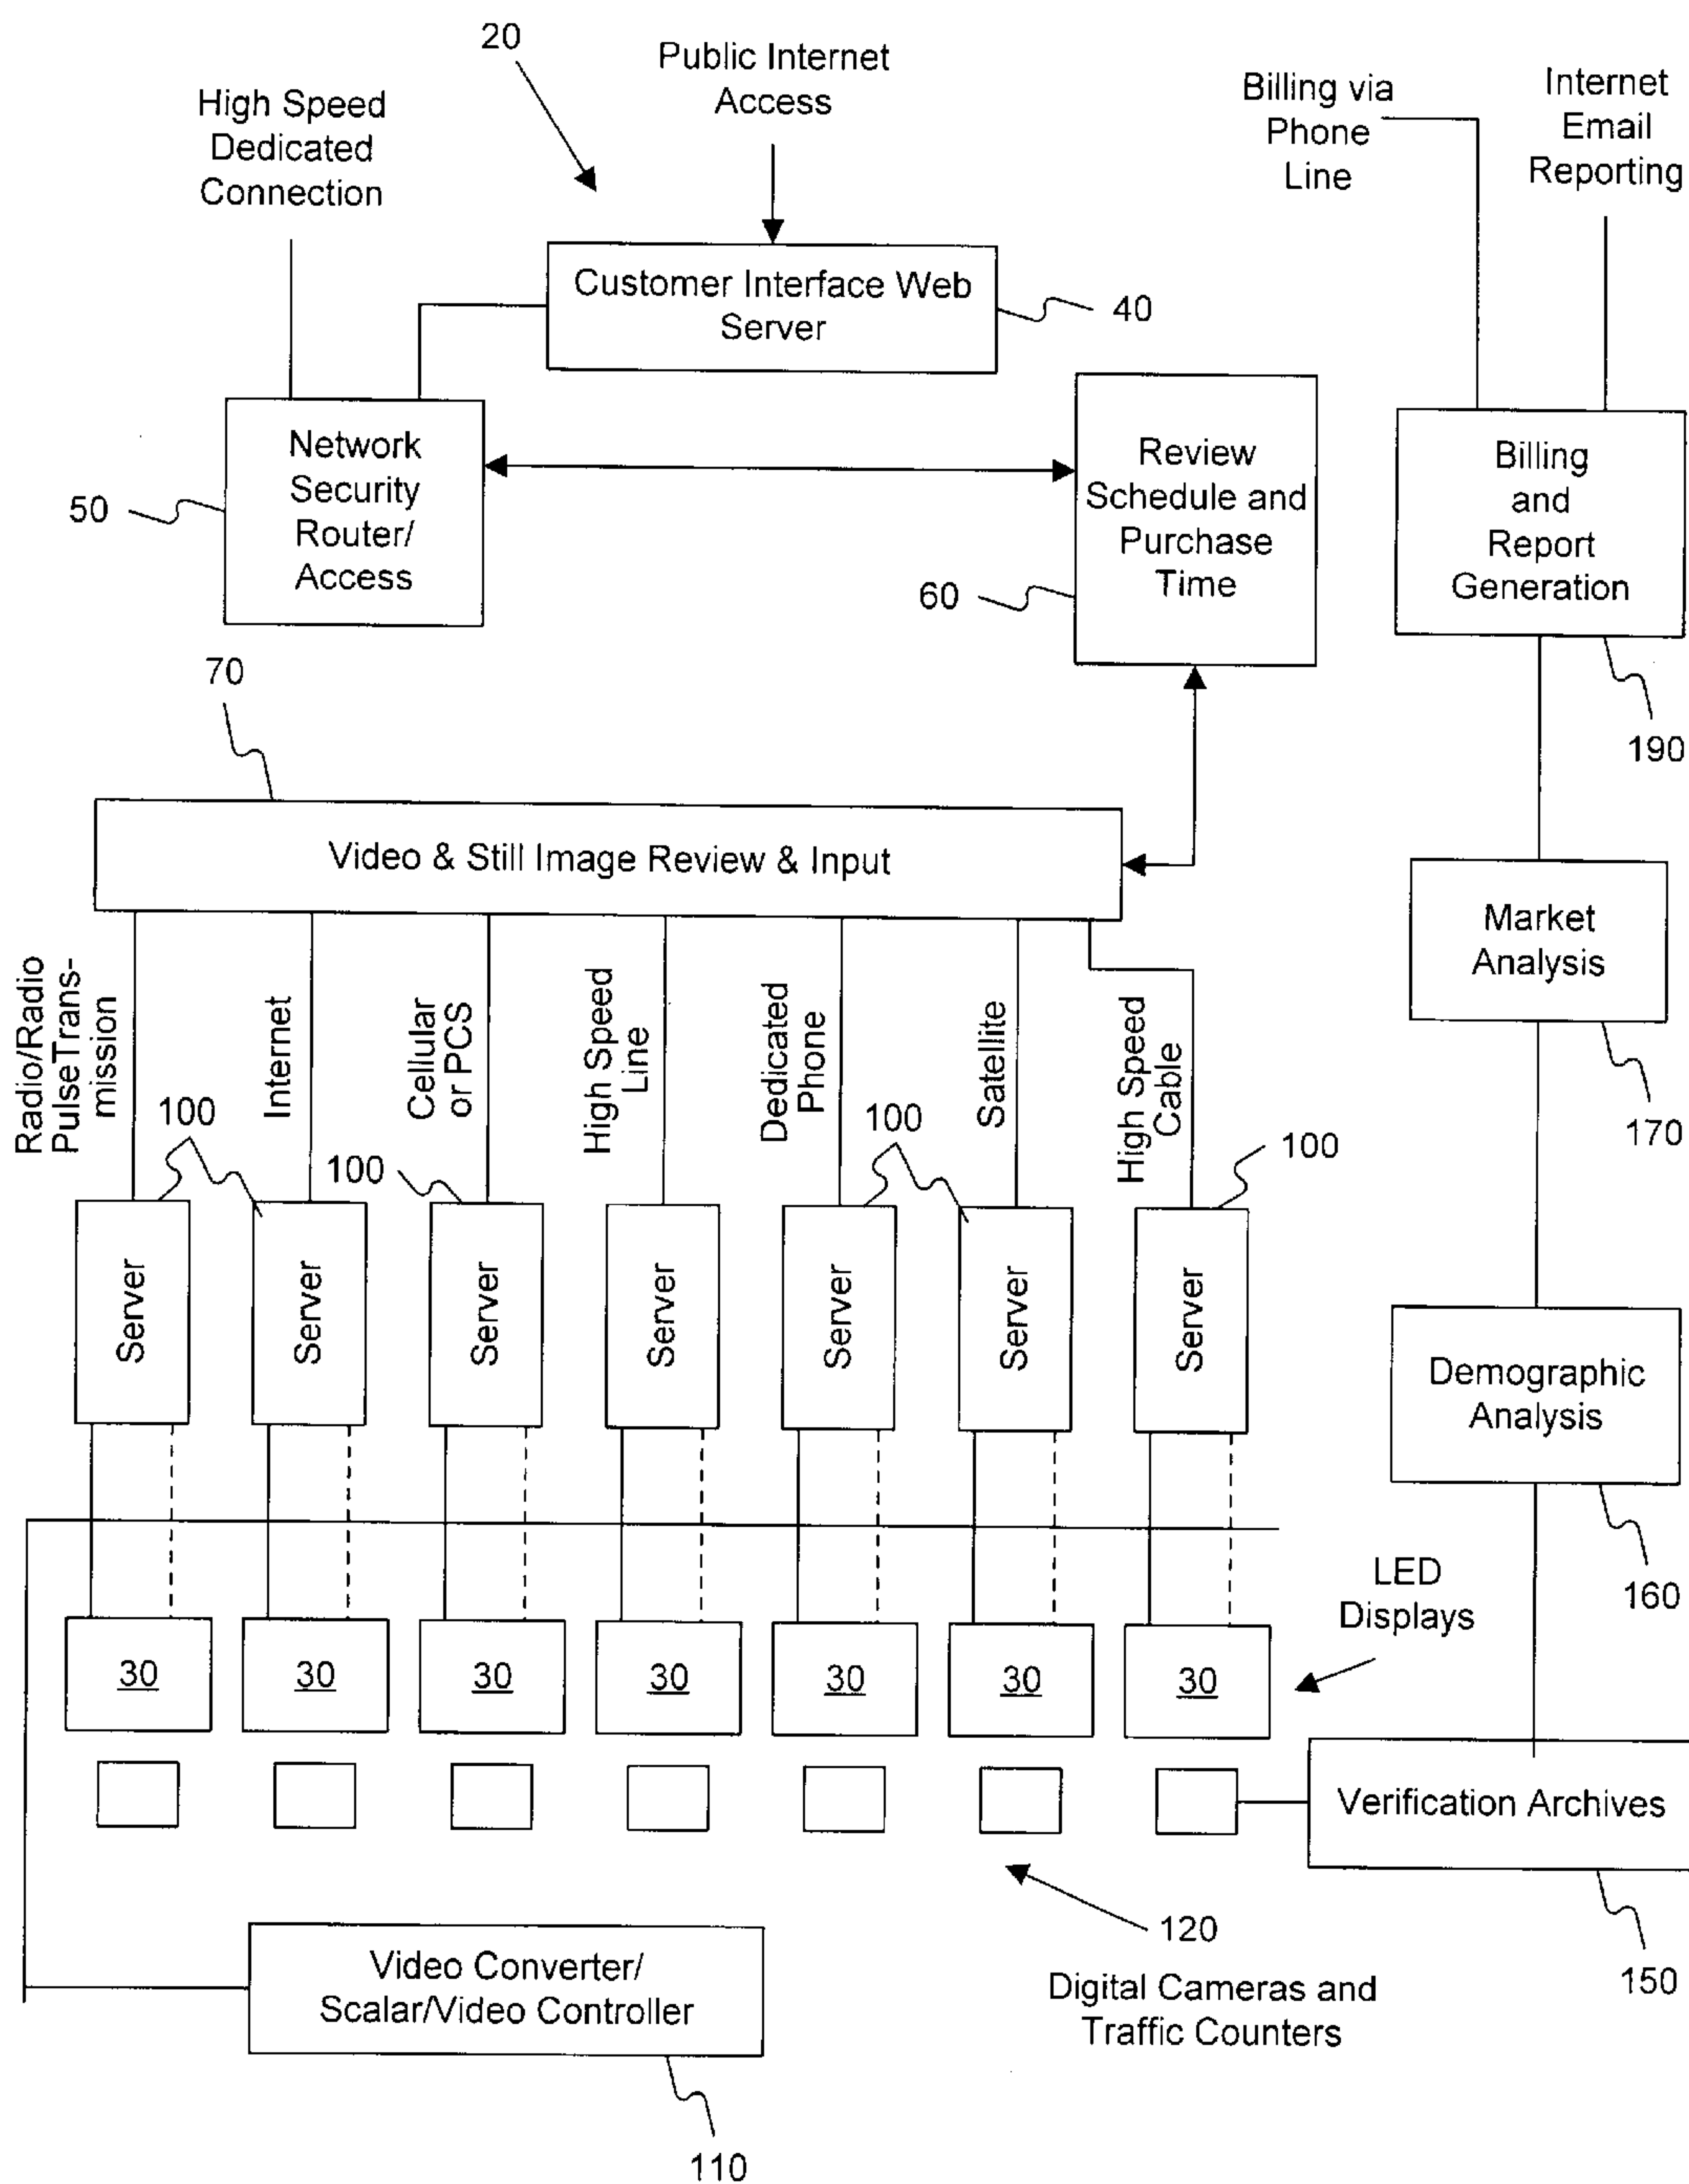 20
Public Internet
Access
High Speed
Dedicated
Connection
Billing via
Phone
Line
Internet
Email
Reporting
Customer Interface Web
Server
40
Network
Security
Router/
Access
50
Review
Schedule and
Purchase
Time
60
Billing
and
Report
Generation
190
70
Video & Still Image Review & Input
Market
Analysis
170
Radio/Radio
PulseTrans-
mission
Internet
Cellular
or PCS
High Speed
Line
Dedicated
Phone
Satellite
High Speed
Cable
100
100
100
100
Server
Server
Server
Server
Server
Server
Server
Demographic
Analysis
160
LED
Displays
30
30
30
30
30
30
30
Verification Archives
150
120
Digital Cameras and
Traffic Counters
Video Converter/
Scalar/Video Controller
110